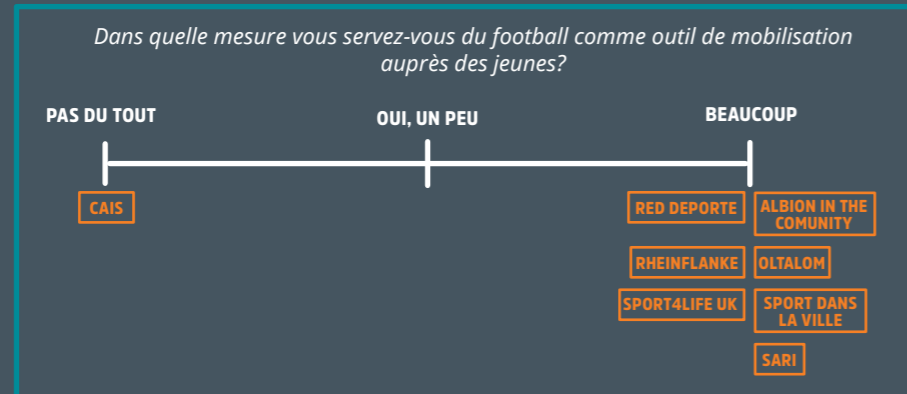 Dans quelle mesure vous servez-vous du football comme outil de mobilisation
auprès des jeunes?
PAS DU TOUT
OUI, UN PEU
BEAUCOUP
CAIS
RED DEPORTE
ALBION IN THE
COMUNITY
RHEINFLANKE
OLTALOM
SPORT4LIFE UK
SPORT DANS
LA VILLE
SARI